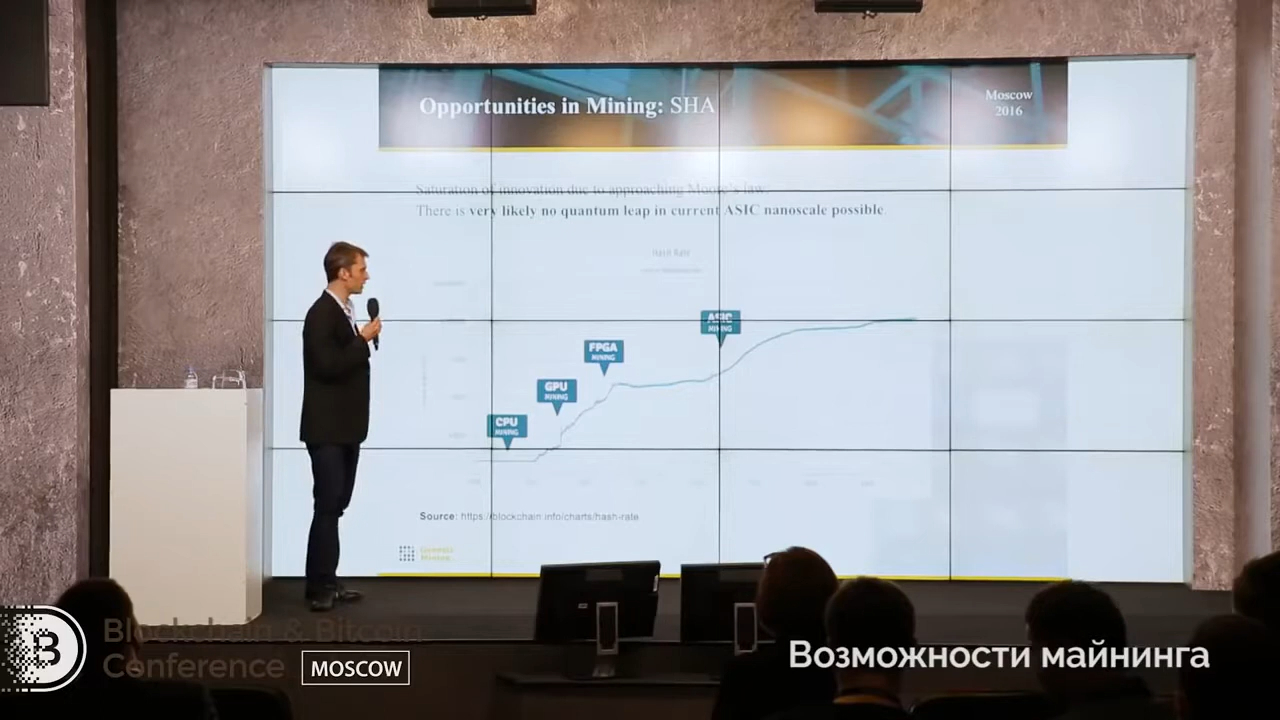 Opportunities in Mining: SHA
Moscow
2016
Saturation of innovation due to approaching Moore's law
There is very likely no quantum leap in current ASIC nanoscale possible
Hash Rate
ASIC
MINING
FPGA
MINING
GPU
MINING
CPU
MINING
Source: https://blockchain.info/charts/hash-rate
Genesis
Mining
B
Blockchain & Bitcoin
Conference
MOSCOW
Возможности майнинга